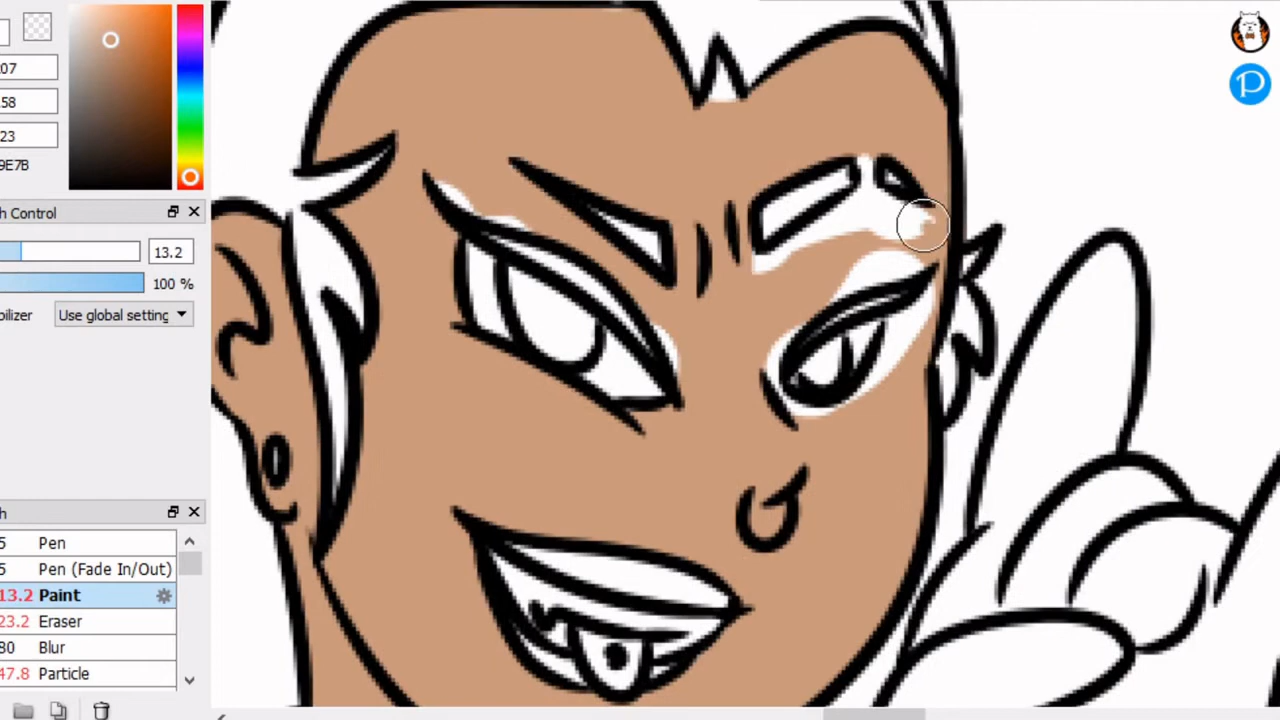 07
58
23
9E7B
h Control
13.2
100 %
bilizer Use global setting
h
5 Pen
5 Pen (Fade In/Out)
13.2 Paint
23.2 Eraser
80 Blur
47.8 Particle
P